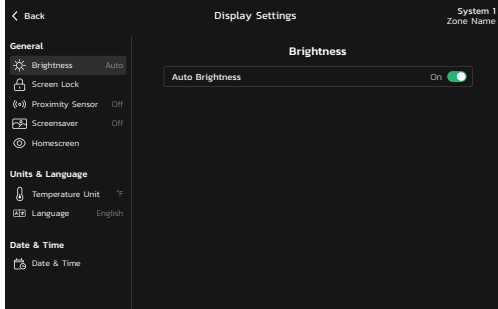 Back
Display Settings
System 1
Zone Name
General
Brightness Auto
Screen Lock
Proximity Sensor Off
Screensaver Off
Homescreen
Units & Language
Temperature Unit °F
Language English
Date & Time
Date & Time
Brightness
Auto Brightness On